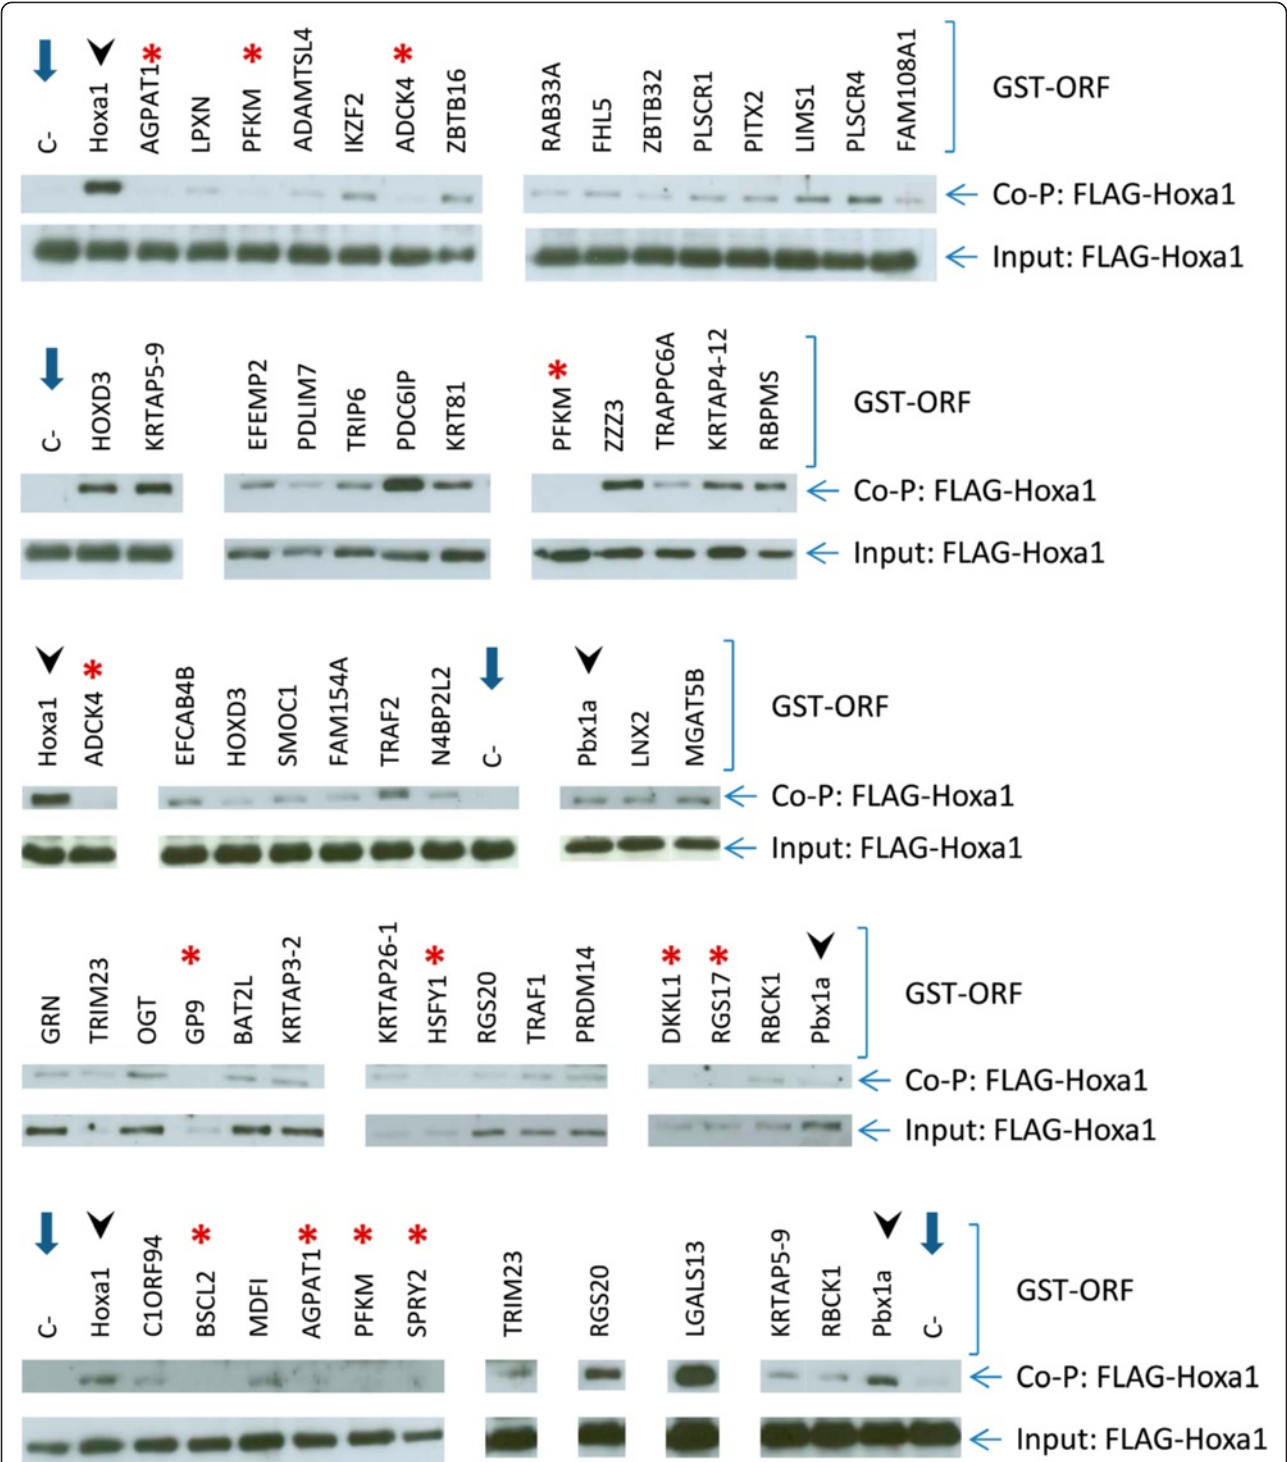 C- Hoxa1 AGPAT1* LPXN PFKM * ADAMTSL4 IKZF2 ADCK4 * ZBTB16 RAB33A FHL5 ZBTB32 PLSCR1 PITX2 LIMS1 PLSCR4 FAM108A1 GST-ORF
Co-P: FLAG-Hoxa1
Input: FLAG-Hoxa1
C- HOXD3 KRTAP5-9 EFEMP2 PDLIM7 TRIP6 PDC6IP KRT81 PFKM * ZZZ3 TRAPPC6A KRTAP4-12 RBPMS GST-ORF
Co-P: FLAG-Hoxa1
Input: FLAG-Hoxa1
Hoxa1 ADCK4 * EFCAB4B HOXD3 SMOC1 FAM154A TRAF2 N4BP2L2 C- Pbx1a LNX2 MGAT5B GST-ORF
Co-P: FLAG-Hoxa1
Input: FLAG-Hoxa1
GRN TRIM23 OGT GP9 * BAT2L KRTAP3-2 KRTAP26-1 HSFY1 * RGS20 TRAF1 PRDM14 DKKL1 * RGS17 * RBCK1 Pbx1a GST-ORF
Co-P: FLAG-Hoxa1
Input: FLAG-Hoxa1
C- Hoxa1 C1ORF94 BSCL2 * MDFI AGPAT1 * PFKM * SPRY2 * TRIM23 RGS20 LGALS13 KRTAP5-9 RBCK1 Pbx1a C- GST-ORF
Co-P: FLAG-Hoxa1
Input: FLAG-Hoxa1